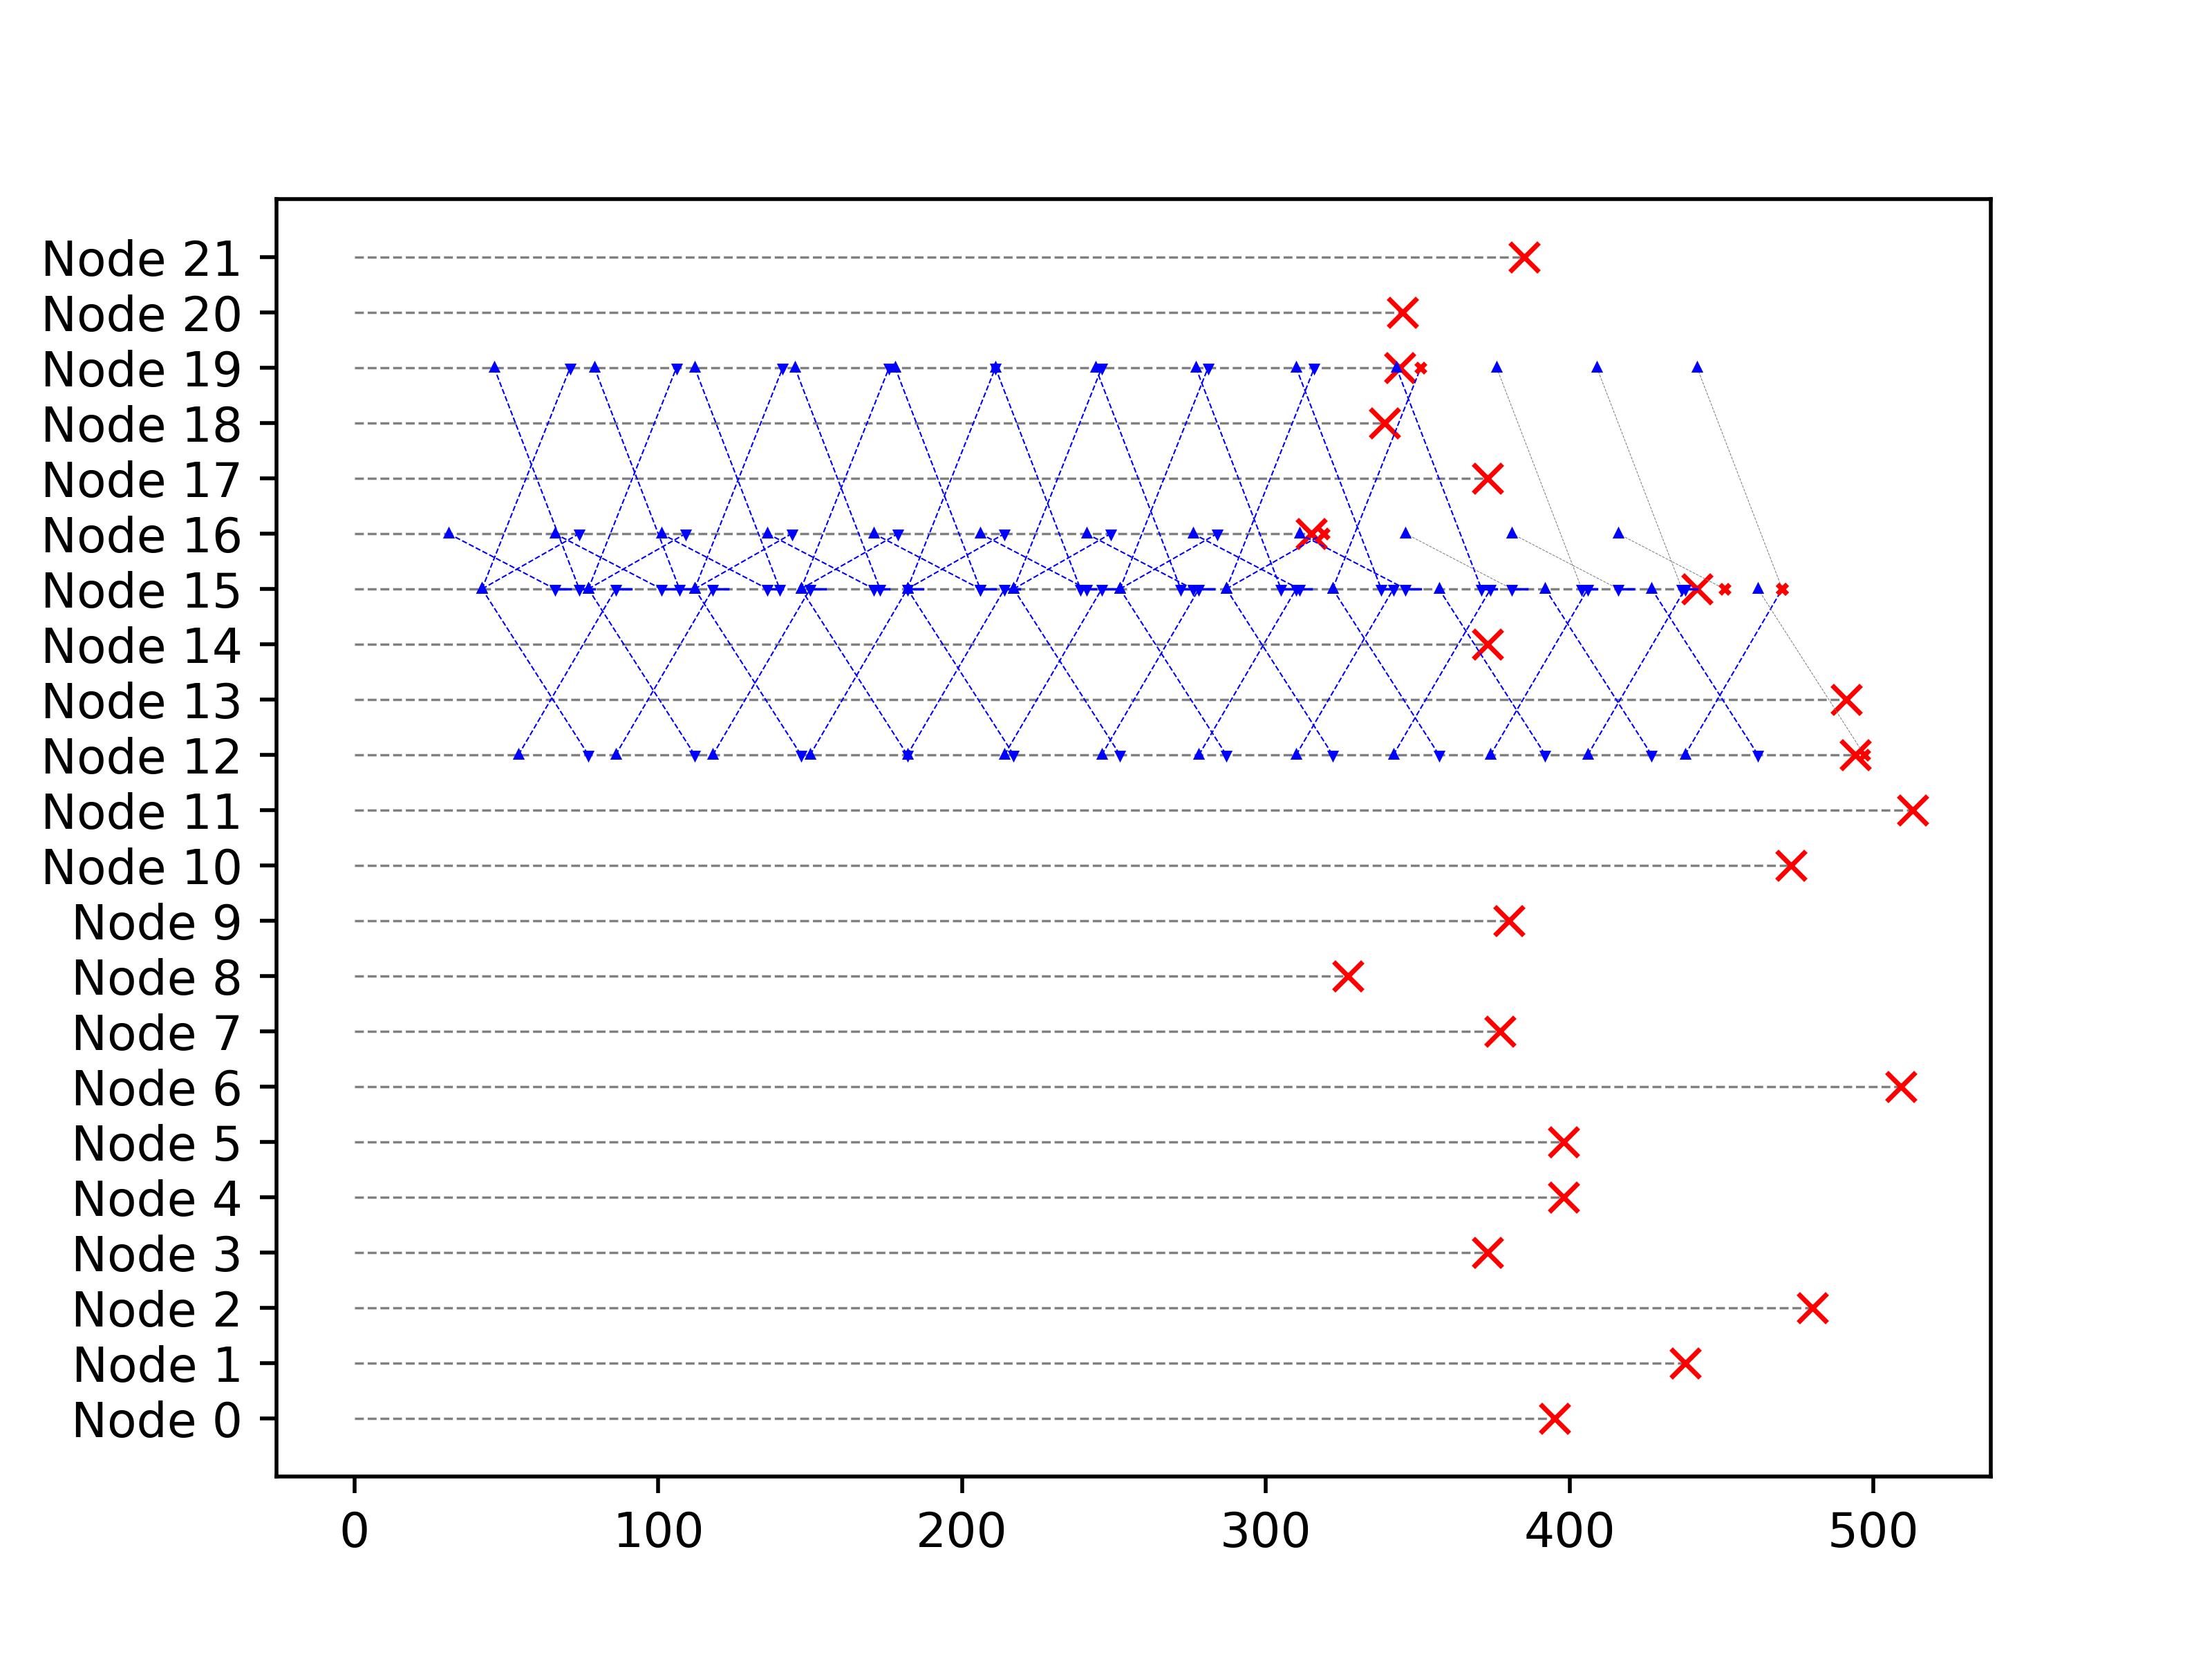 Node 21
Node 20
Node 19
Node 18
Node 17
Node 16
Node 15
Node 14
Node 13
Node 12
Node 11
Node 10
Node 9
Node 8
Node 7
Node 6
Node 5
Node 4
Node 3
Node 2
Node 1
Node 0
0 100 200 300 400 500